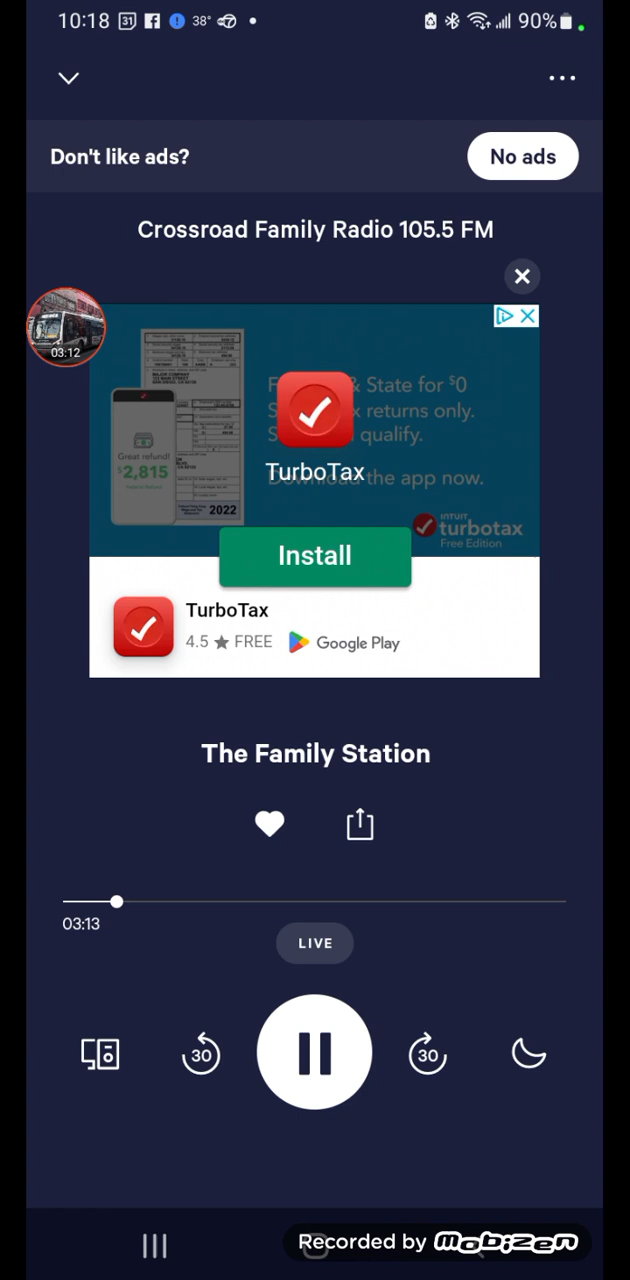 10:18 31 38° 90%
Don't like ads?
No ads
Crossroad Family Radio 105.5 FM
03:12
& State for $0
returns only.
qualify.
Great refund!
$2,815
TurboTax
the app now.
2022
INTUIT
turbotax
Free Edition
Install
TurboTax
4.5 ★ FREE Google Play
The Family Station
03:13
LIVE
30
30
Recorded by mobizen